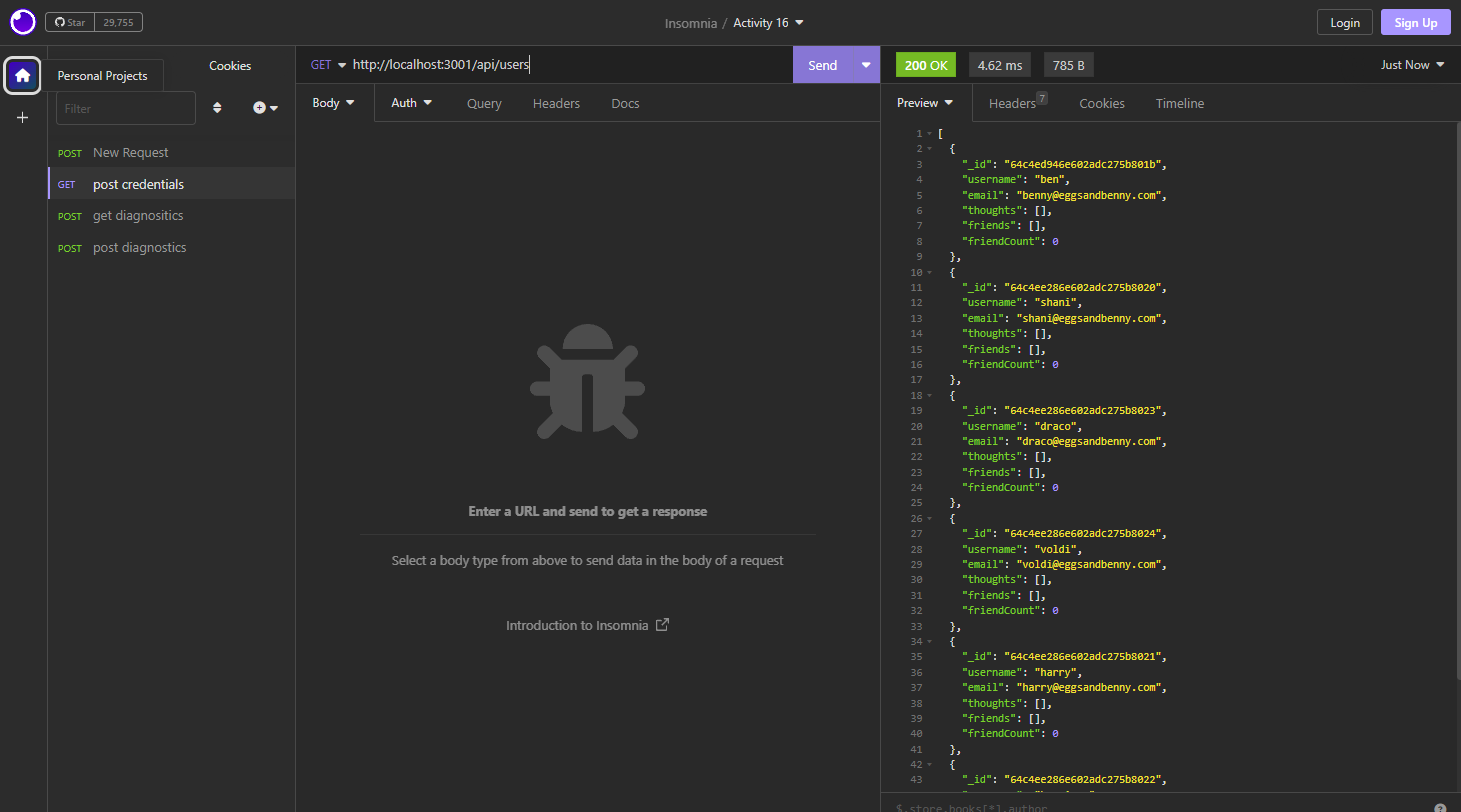 Star 29,755
Insomnia / Activity 16
Login
Sign Up
Personal Projects
Cookies
Filter
POST New Request
GET post credentials
POST get diagnositics
POST post diagnostics
GET http://localhost:3001/api/users
Send
Body Auth Query Headers Docs
Enter a URL and send to get a response
Select a body type from above to send data in the body of a request
Introduction to Insomnia
200 OK 4.62 ms 785 B Just Now
Preview Headers 7 Cookies Timeline
1 [
2 {
3 "_id": "64c4ed946e602adc275b801b",
4 "username": "ben",
5 "email": "benny@eggsandbenny.com",
6 "thoughts": [],
7 "friends": [],
8 "friendCount": 0
9 },
10 {
11 "_id": "64c4ee286e602adc275b8020",
12 "username": "shani",
13 "email": "shani@eggsandbenny.com",
14 "thoughts": [],
15 "friends": [],
16 "friendCount": 0
17 },
18 {
19 "_id": "64c4ee286e602adc275b8023",
20 "username": "draco",
21 "email": "draco@eggsandbenny.com",
22 "thoughts": [],
23 "friends": [],
24 "friendCount": 0
25 },
26 {
27 "_id": "64c4ee286e602adc275b8024",
28 "username": "voldi",
29 "email": "voldi@eggsandbenny.com",
30 "thoughts": [],
31 "friends": [],
32 "friendCount": 0
33 },
34 {
35 "_id": "64c4ee286e602adc275b8021",
36 "username": "harry",
37 "email": "harry@eggsandbenny.com",
38 "thoughts": [],
39 "friends": [],
40 "friendCount": 0
41 },
42 {
43 "_id": "64c4ee286e602adc275b8022",
$.store.books[*].author